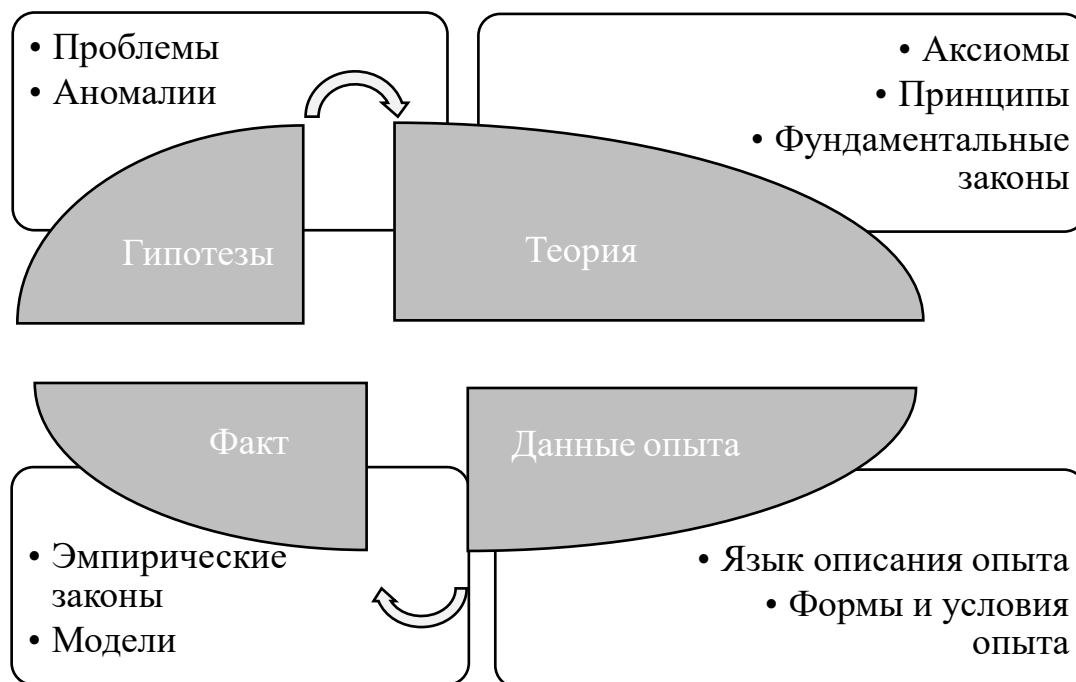 • Проблемы
• Аномалии
• Аксиомы
• Принципы
• Фундаментальные
законы
Гипотезы
Теория
Факт
Данные опыта
• Эмпирические
законы
• Модели
• Язык описания опыта
• Формы и условия
опыта